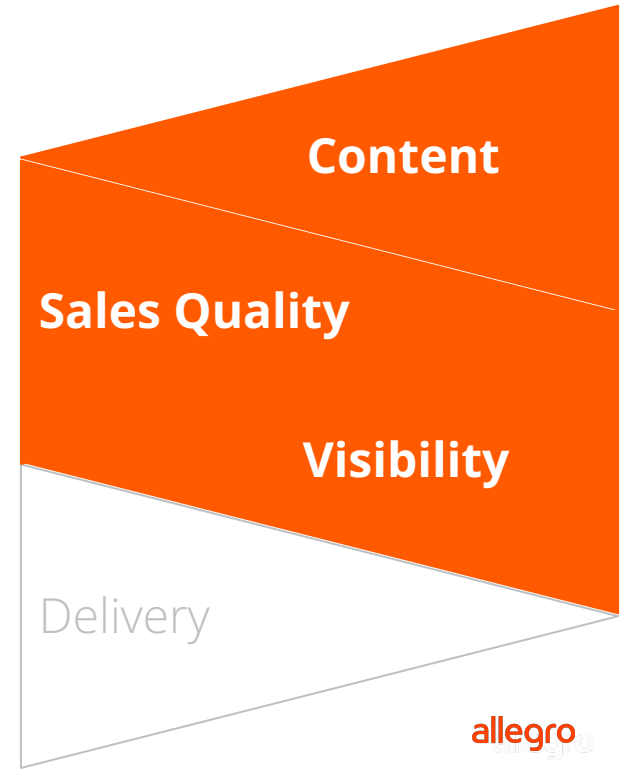 Content
Sales Quality
Visibility
Delivery
allegro